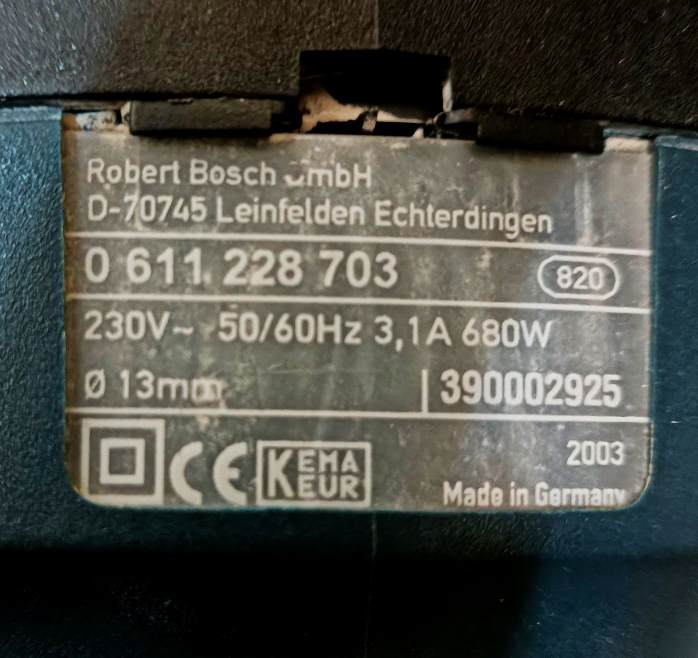 Robert Bosch GmbH
D-70745 Leinfelden Echterdingen
0 611 228 703 820
230V~ 50/60Hz 3,1A 680W
Ø 13mm 390002925
CE KEMA KEUR 2003
Made in Germany